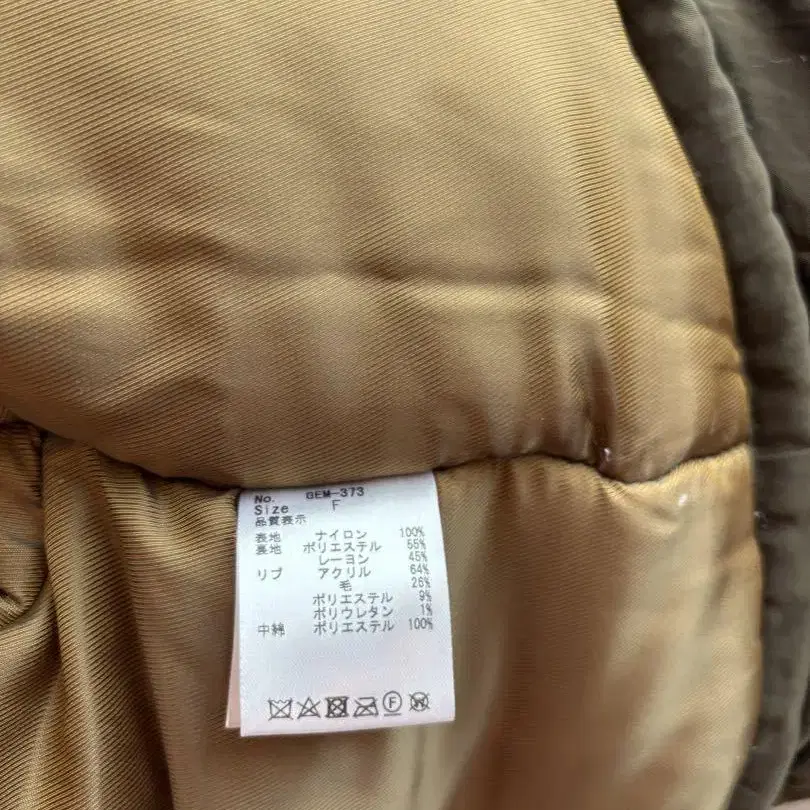 No. GEM-373
Size F
品質表示
表地 ナイロン 100%
裏地 ポリエステル 55%
レーヨン 45%
リブ アクリル 64%
毛 26%
ポリエステル 9%
ポリウレタン 1%
中綿 ポリエステル 100%
F W